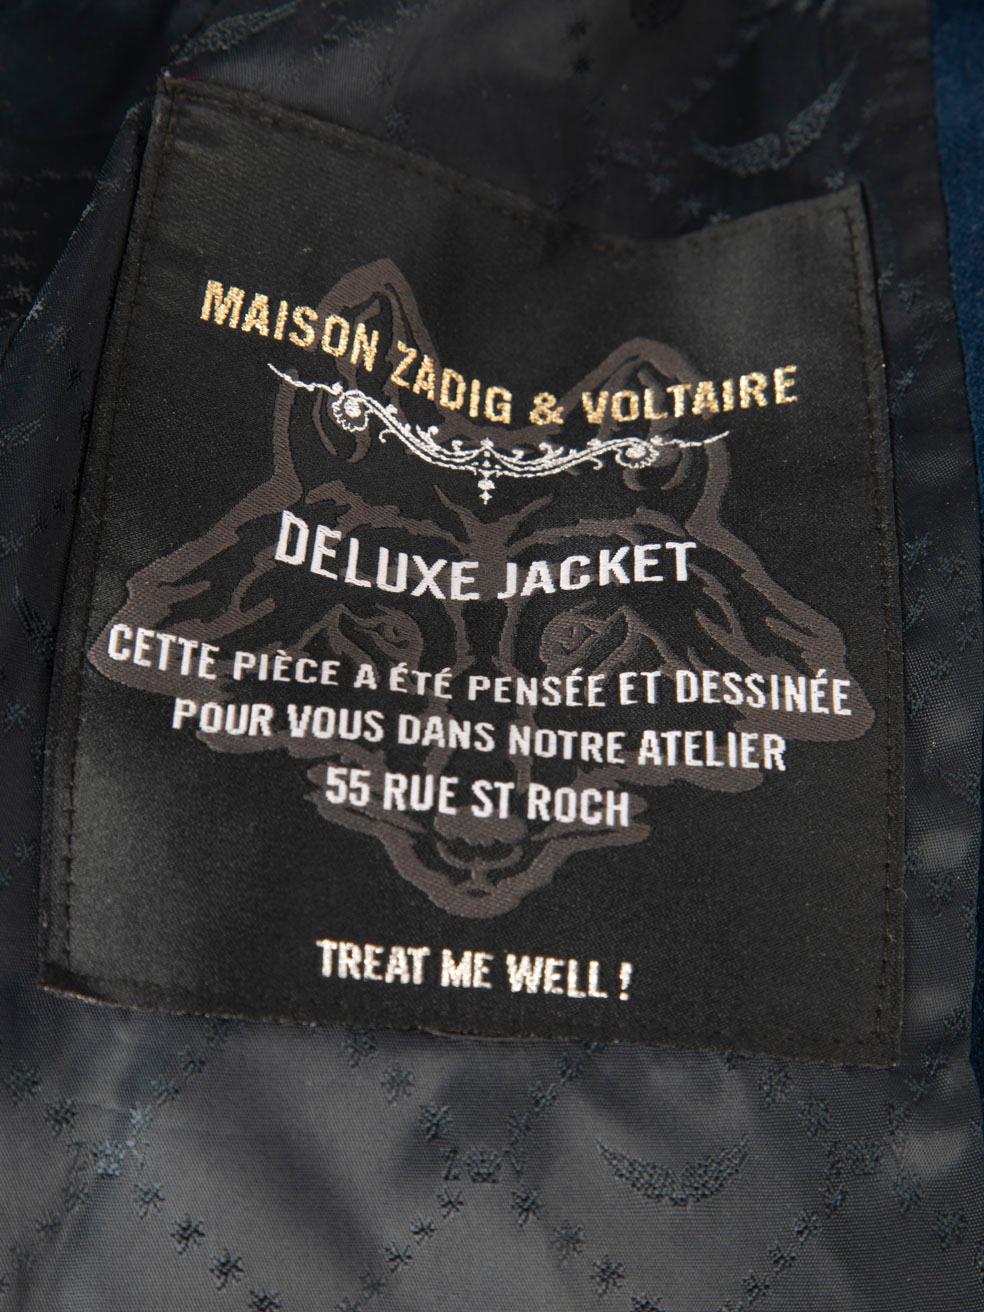 MAISON ZADIG & VOLTAIRE
DELUXE JACKET
CETTE PIÈCE A ÉTÉ PENSÉE ET DESSINÉE
POUR VOUS DANS NOTRE ATELIER
55 RUE ST ROCH
TREAT ME WELL !